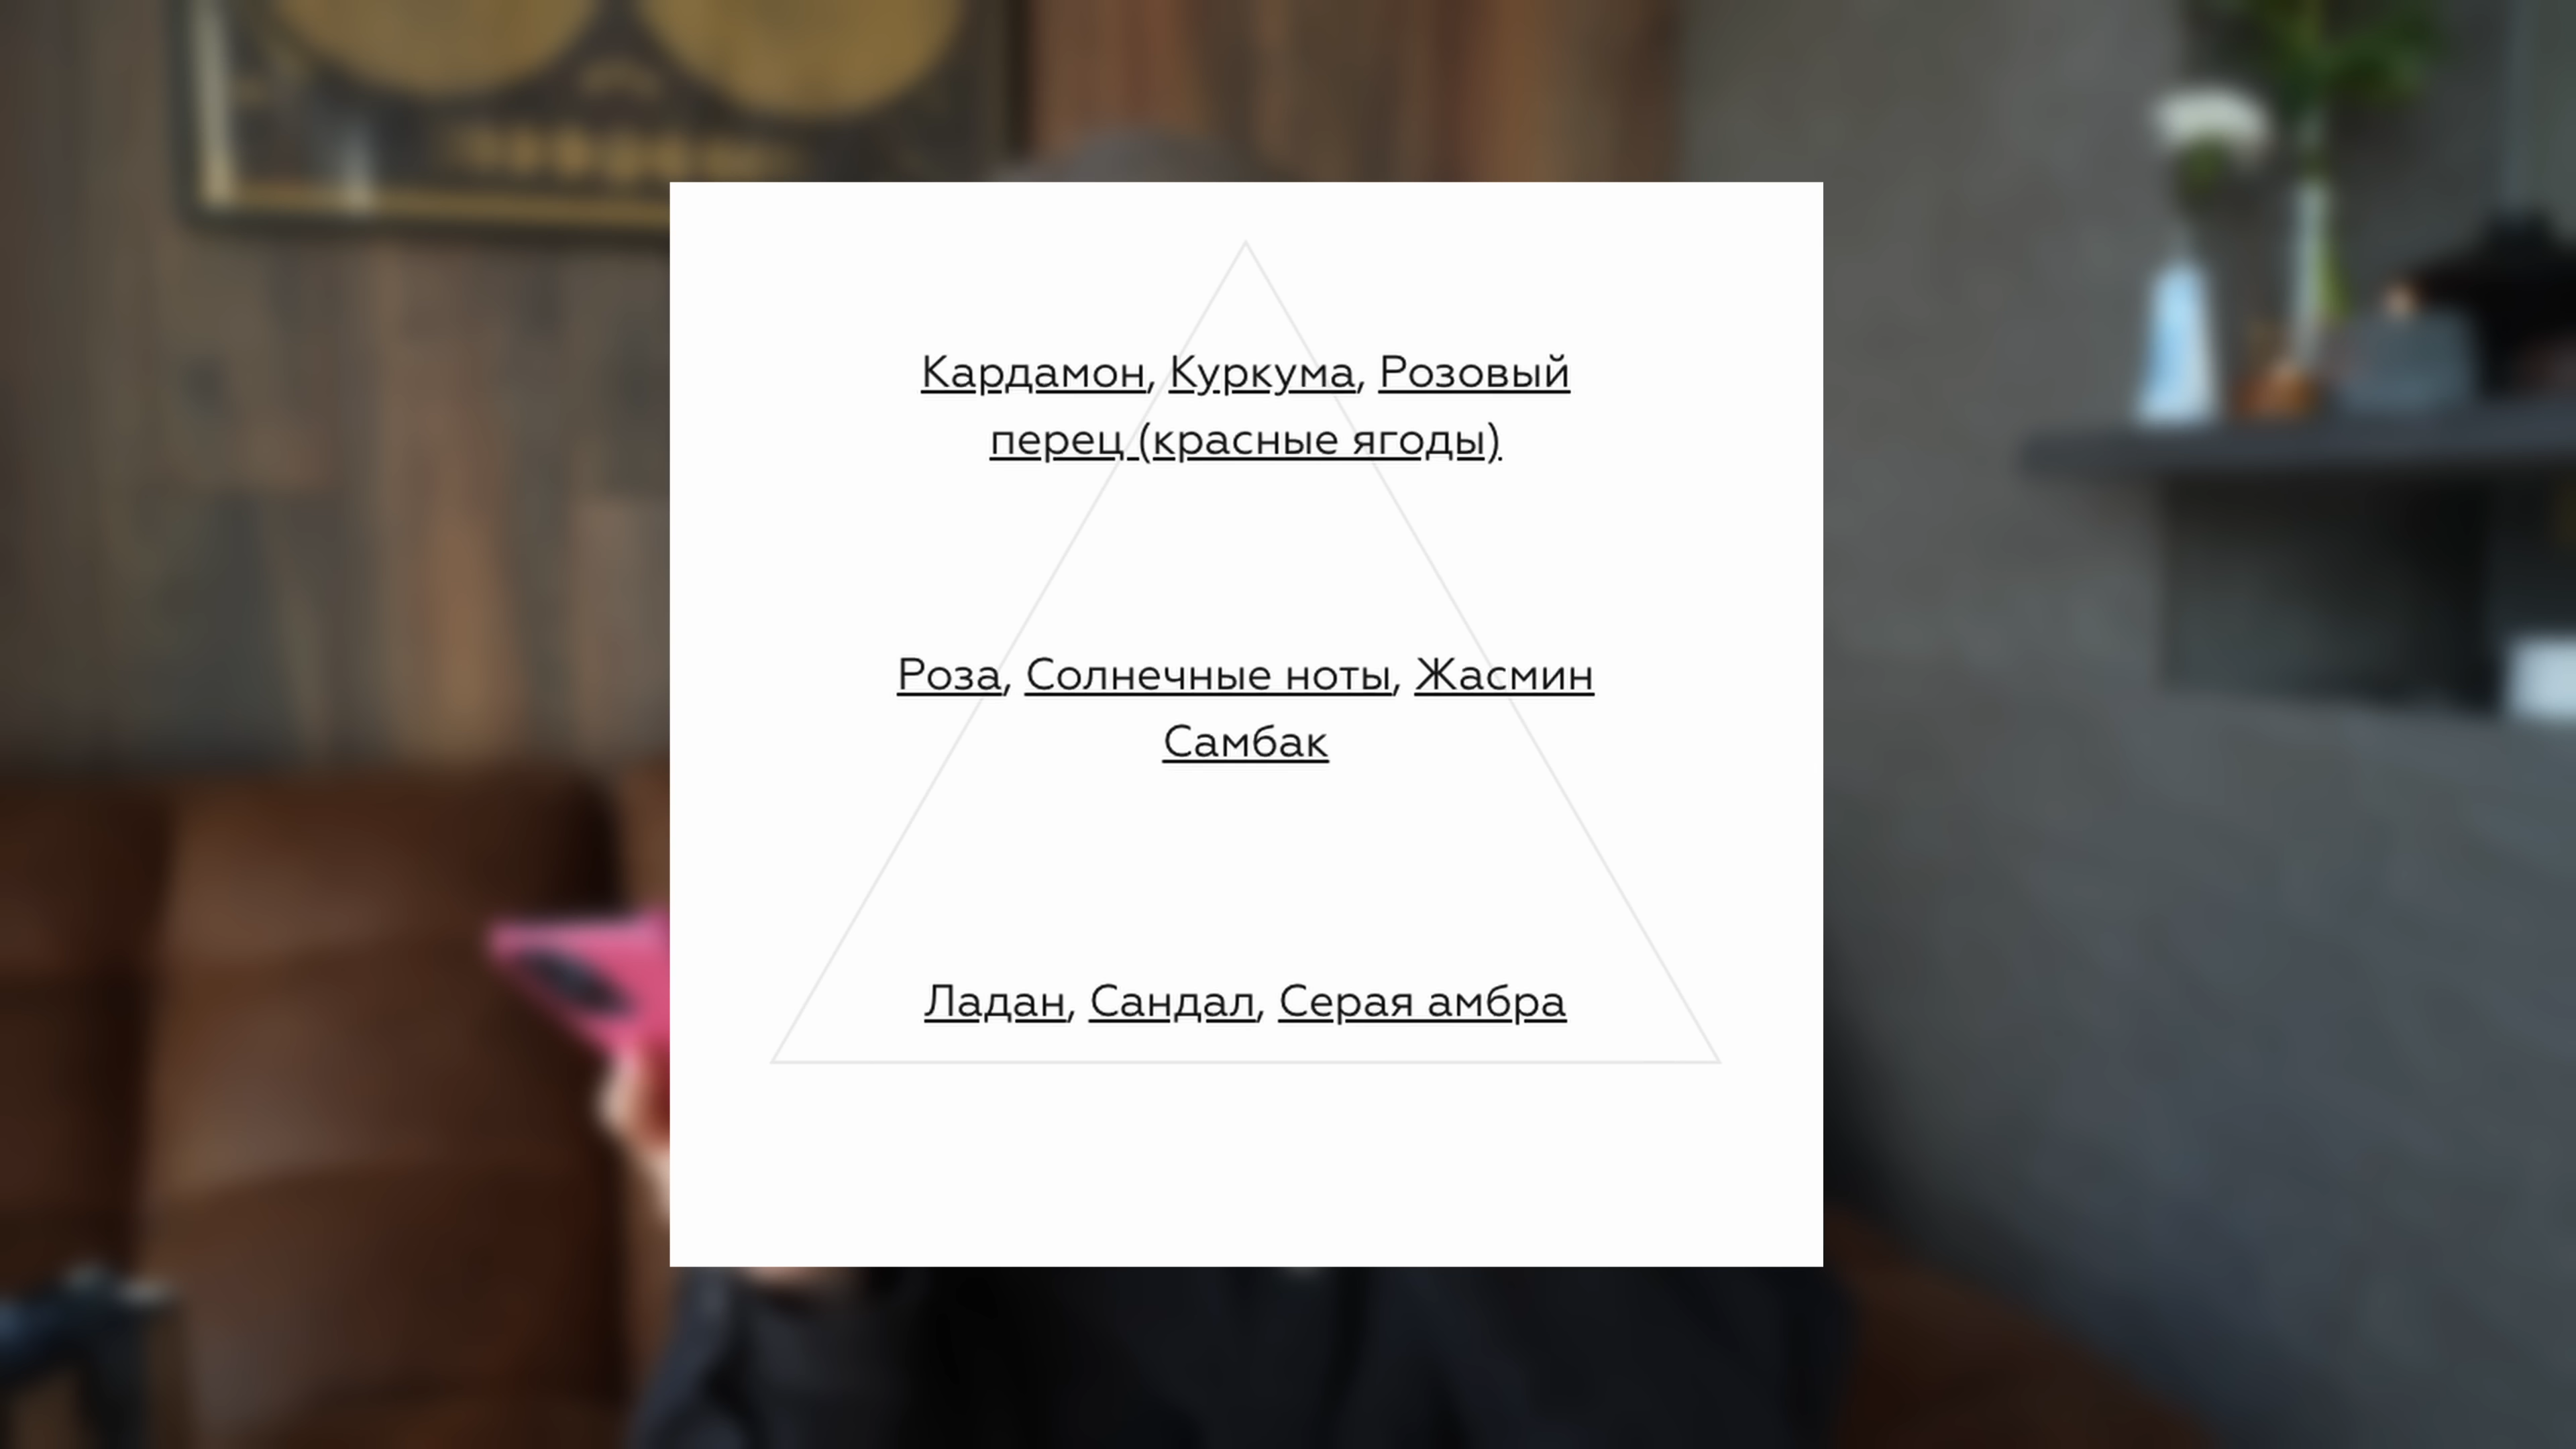 Кардамон, Куркума, Розовый
перец (красные ягоды)
Роза, Солнечные ноты, Жасмин
Самбак
Ладан, Сандал, Серая амбра